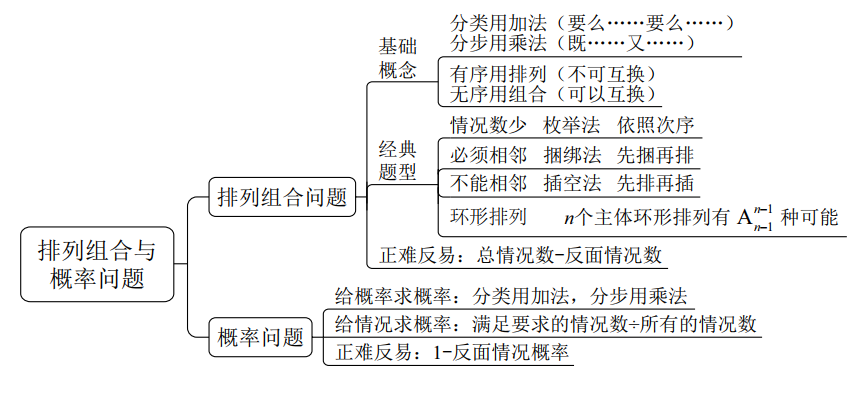 排列组合与
概率问题
排列组合问题
基础
概念
分类用加法（要么……要么……）
分步用乘法（既……又……）
有序用排列（不可互换）
无序用组合（可以互换）
经典
题型
情况数少 枚举法 依照次序
必须相邻 捆绑法 先捆再排
不能相邻 插空法 先排再插
环形排列 n个主体环形排列有 A_{n-1}^{n-1} 种可能
正难反易：总情况数-反面情况数
概率问题
给概率求概率：分类用加法，分步用乘法
给情况求概率：满足要求的情况数÷所有的情况数
正难反易：1-反面情况概率